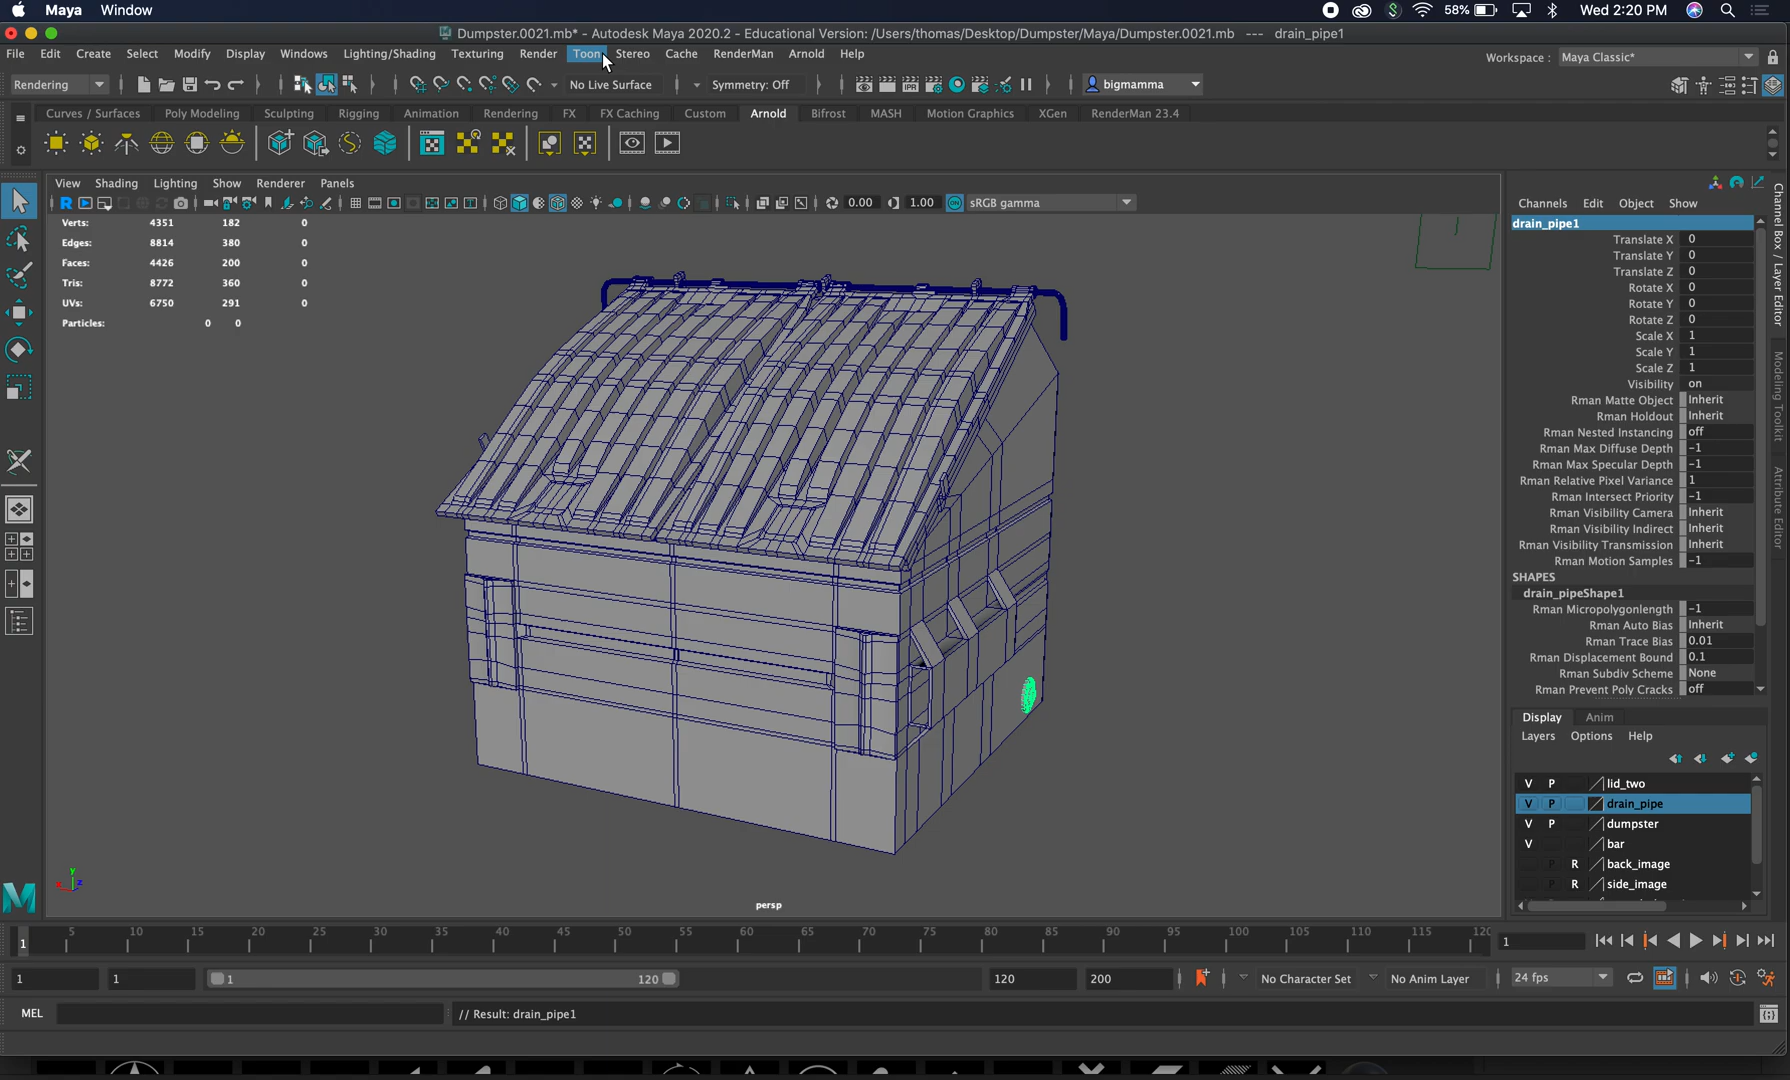 Maya Window 58% Wed 2:20 PM
Dumpster.0021.mb* - Autodesk Maya 2020.2 - Educational Version: /Users/thomas/Desktop/Dumpster/Maya/Dumpster.0021.mb --- drain_pipe1
File Edit Create Select Modify Display Windows Lighting/Shading Texturing Render Toon Stereo Cache RenderMan Arnold Help Workspace : Maya Classic*
Rendering No Live Surface Symmetry: Off IPR bigmamma
Curves / Surfaces Poly Modeling Sculpting Rigging Animation Rendering FX FX Caching Custom Arnold Bifrost MASH Motion Graphics XGen RenderMan 23.4
View Shading Lighting Show Renderer Panels
0.00 1.00 sRGB gamma
Verts: 4351 182 0
Edges: 8814 380 0
Faces: 4426 200 0
Tris: 8772 360 0
UVs: 6750 291 0
Particles: 0 0
persp
Channels Edit Object Show
drain_pipe1
Translate X 0
Translate Y 0
Translate Z 0
Rotate X 0
Rotate Y 0
Rotate Z 0
Scale X 1
Scale Y 1
Scale Z 1
Visibility on
Rman Matte Object Inherit
Rman Holdout Inherit
Rman Nested Instancing off
Rman Max Diffuse Depth -1
Rman Max Specular Depth -1
Rman Relative Pixel Variance 1
Rman Intersect Priority -1
Rman Visibility Camera Inherit
Rman Visibility Indirect Inherit
Rman Visibility Transmission Inherit
Rman Motion Samples -1
SHAPES
drain_pipeShape1
Rman Micropolygonlength -1
Rman Auto Bias Inherit
Rman Trace Bias 0.01
Rman Displacement Bound 0.1
Rman Subdiv Scheme None
Rman Prevent Poly Cracks off
Channel Box / Layer Editor
Modeling Toolkit
Attribute Editor
Display Anim
Layers Options Help
V P lid_two
V P drain_pipe
V P dumpster
V bar
P R back_image
P R side_image
1 5 10 15 20 25 30 35 40 45 50 55 60 65 70 75 80 85 90 95 100 105 110 115 120 1
1 1 1 120 120 200 No Character Set No Anim Layer 24 fps
MEL // Result: drain_pipe1